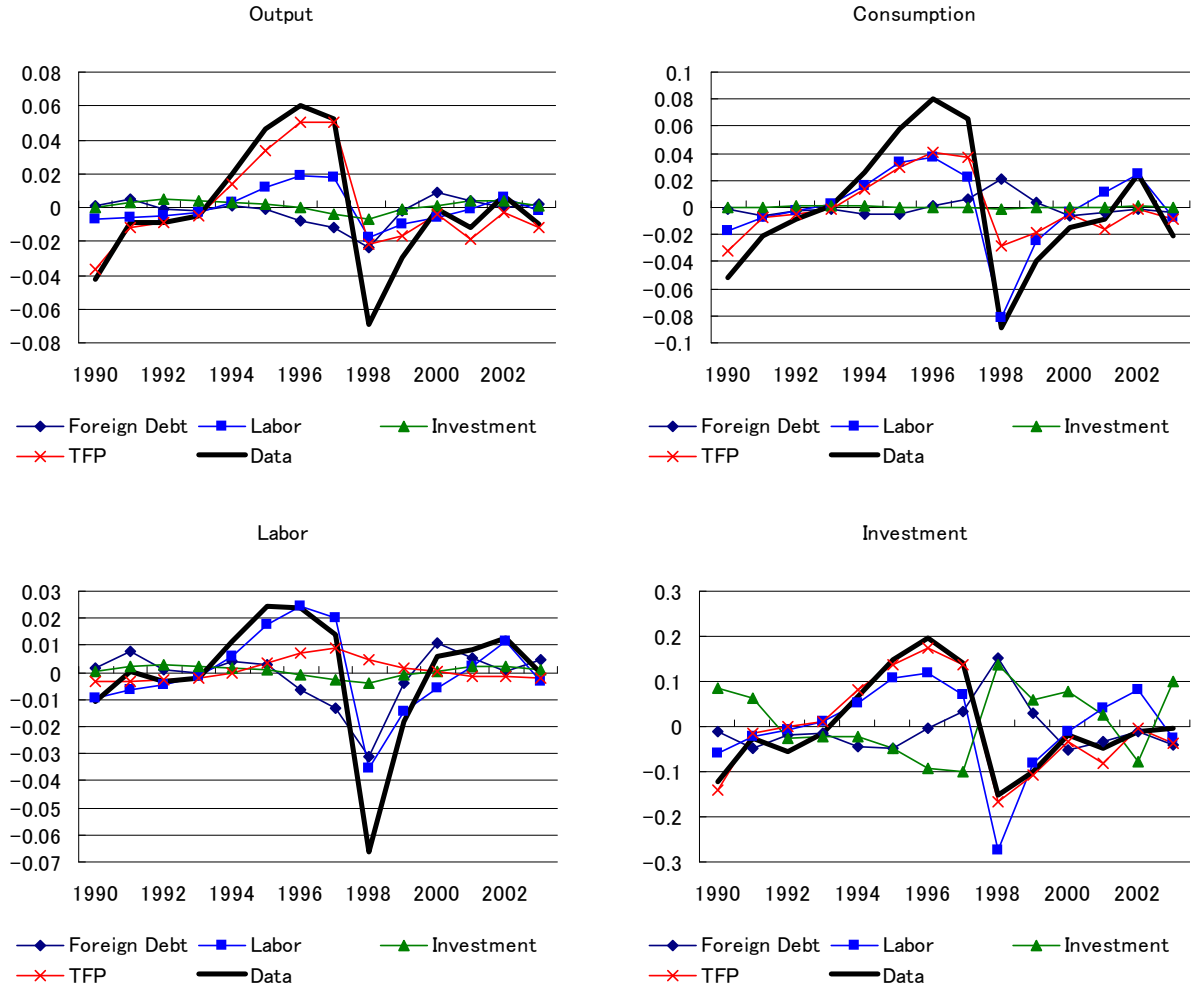 Output
0.08
0.06
0.04
0.02
0
-0.02
-0.04
-0.06
-0.08
1990 1992 1994 1996 1998 2000 2002
Foreign Debt Labor Investment
TFP Data
Consumption
0.1
0.08
0.06
0.04
0.02
0
-0.02
-0.04
-0.06
-0.08
-0.1
1990 1992 1994 1996 1998 2000 2002
Foreign Debt Labor Investment
TFP Data
Labor
0.03
0.02
0.01
0
-0.01
-0.02
-0.03
-0.04
-0.05
-0.06
-0.07
1990 1992 1994 1996 1998 2000 2002
Foreign Debt Labor Investment
TFP Data
Investment
0.3
0.2
0.1
0
-0.1
-0.2
-0.3
1990 1992 1994 1996 1998 2000 2002
Foreign Debt Labor Investment
TFP Data